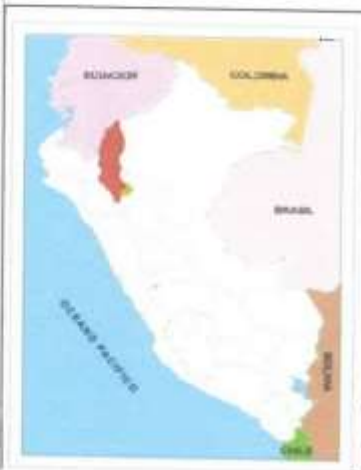 ECUADOR
COLOMBIA
BRASIL
OCEANO PACIFICO
BOLIVIA
CHILE